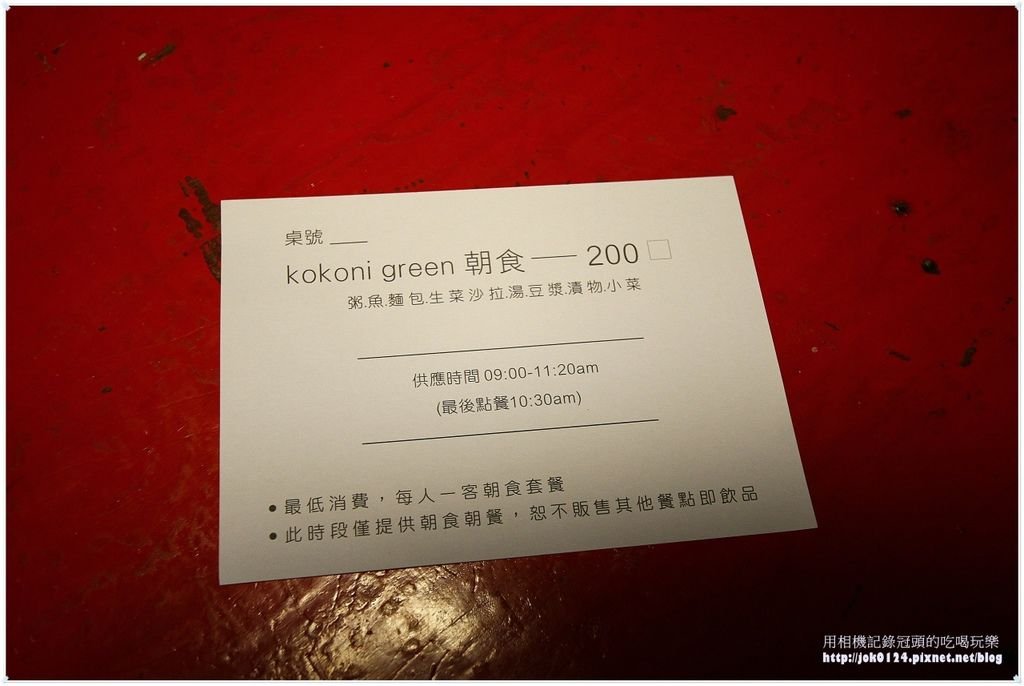 桌號 ___
kokoni green 朝食 — 200 □
粥.魚.麵包.生菜沙拉.湯.豆漿.漬物.小菜
供應時間 09:00-11:20am
(最後點餐10:30am)
● 最低消費，每人一客朝食套餐
● 此時段僅提供朝食朝餐，恕不販售其他餐點即飲品
用相機記錄冠頭的吃喝玩樂
http://jok0124.pixnet.net/blog